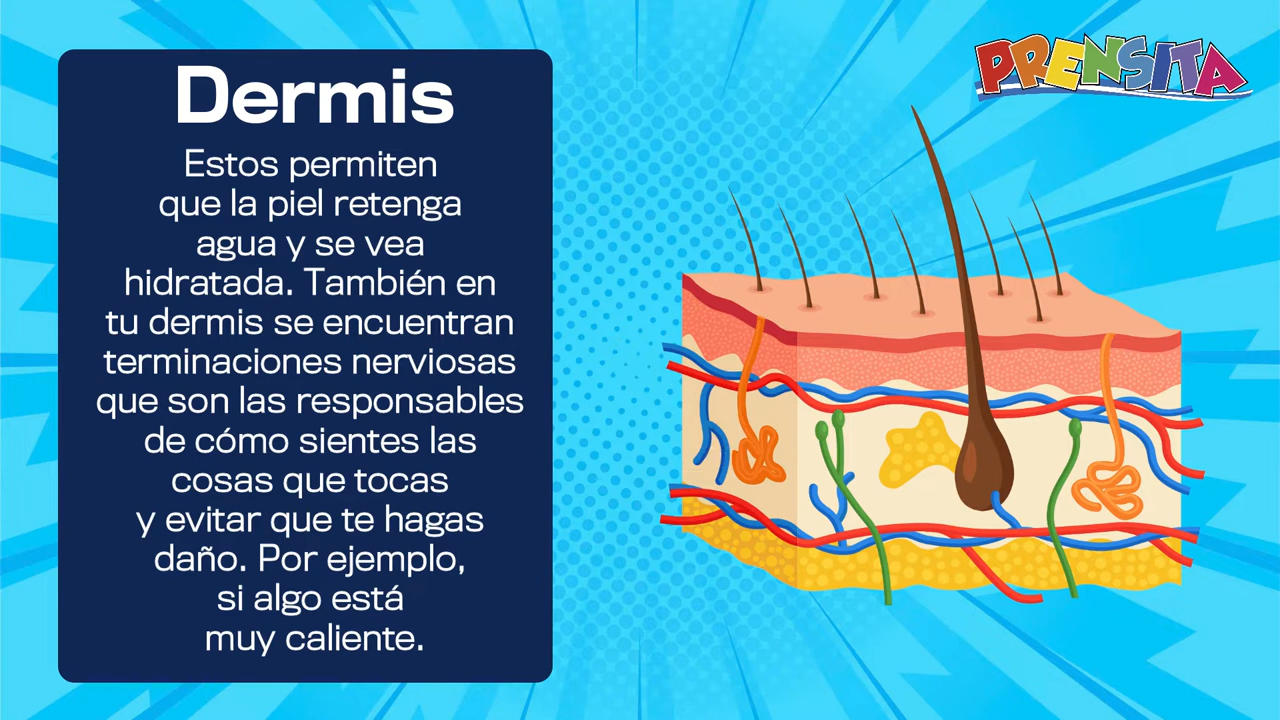 PRENSITA
Dermis
Estos permiten
que la piel retenga
agua y se vea
hidratada. También en
tu dermis se encuentran
terminaciones nerviosas
que son las responsables
de cómo sientes las
cosas que tocas
y evitar que te hagas
daño. Por ejemplo,
si algo está
muy caliente.